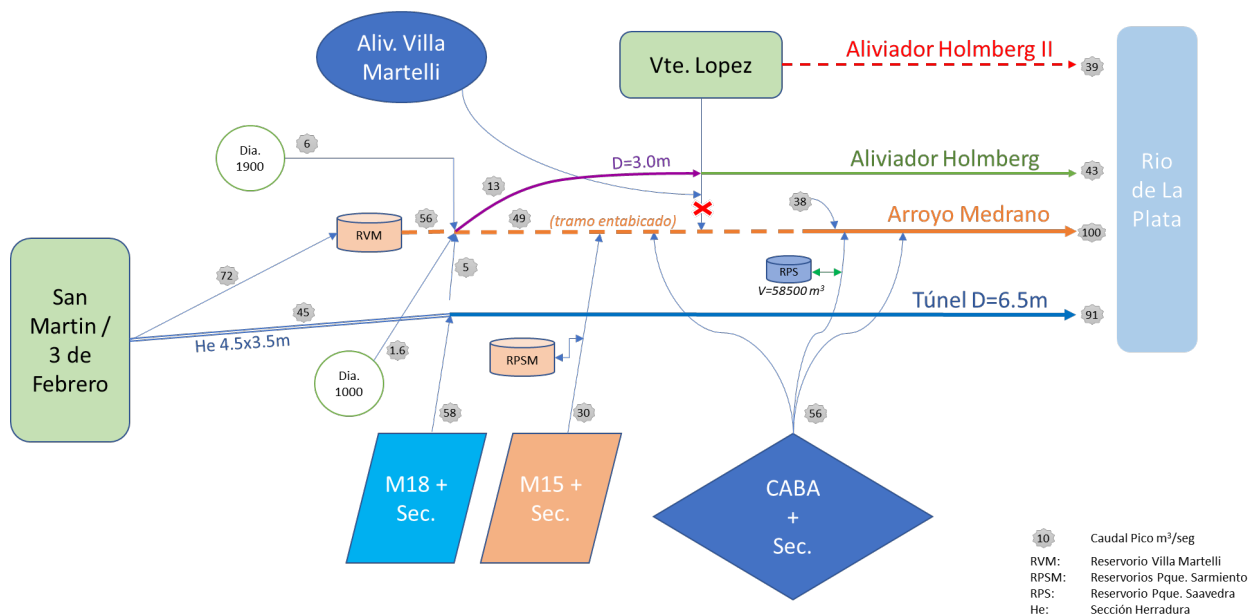 Aliv. Villa
Martelli
Vte. Lopez
Aliviador Holmberg II
39
Rio
de La
Plata
Dia.
1900
6
D=3.0m
Aliviador Holmberg
43
13
56
49
(tramo entabicado)
38
Arroyo Medrano
100
RVM
72
5
RPS
V=58500 m³
San
Martin /
3 de
Febrero
45
He 4.5x3.5m
Túnel D=6.5m
91
1.6
Dia.
1000
RPSM
58
30
56
M18 +
Sec.
M15 +
Sec.
CABA
+
Sec.
10 Caudal Pico m³/seg
RVM: Reservorio Villa Martelli
RPSM: Reservorios Pque. Sarmiento
RPS: Reservorio Pque. Saavedra
He: Sección Herradura